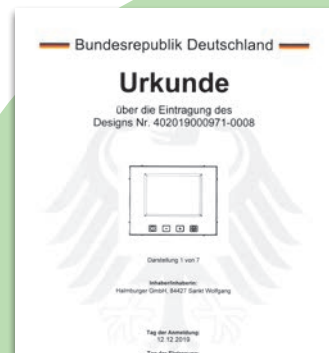 Bundesrepublik Deutschland
Urkunde
über die Eintragung des
Designs Nr. 402019000971-0008
Darstellung 1 von 7
Inhaber/Inhaberin:
Haimburger GmbH, 84427 Sankt Wolfgang
Tag der Anmeldung:
12.12.2019